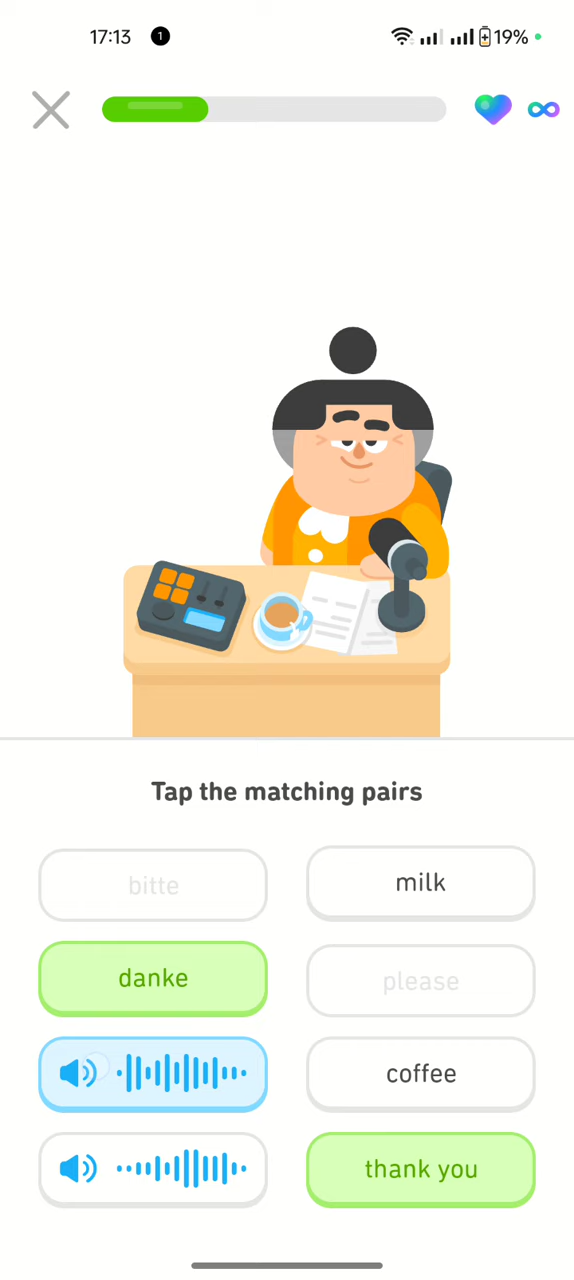 17:13 1 19%
Tap the matching pairs
bitte milk
danke please
coffee
thank you